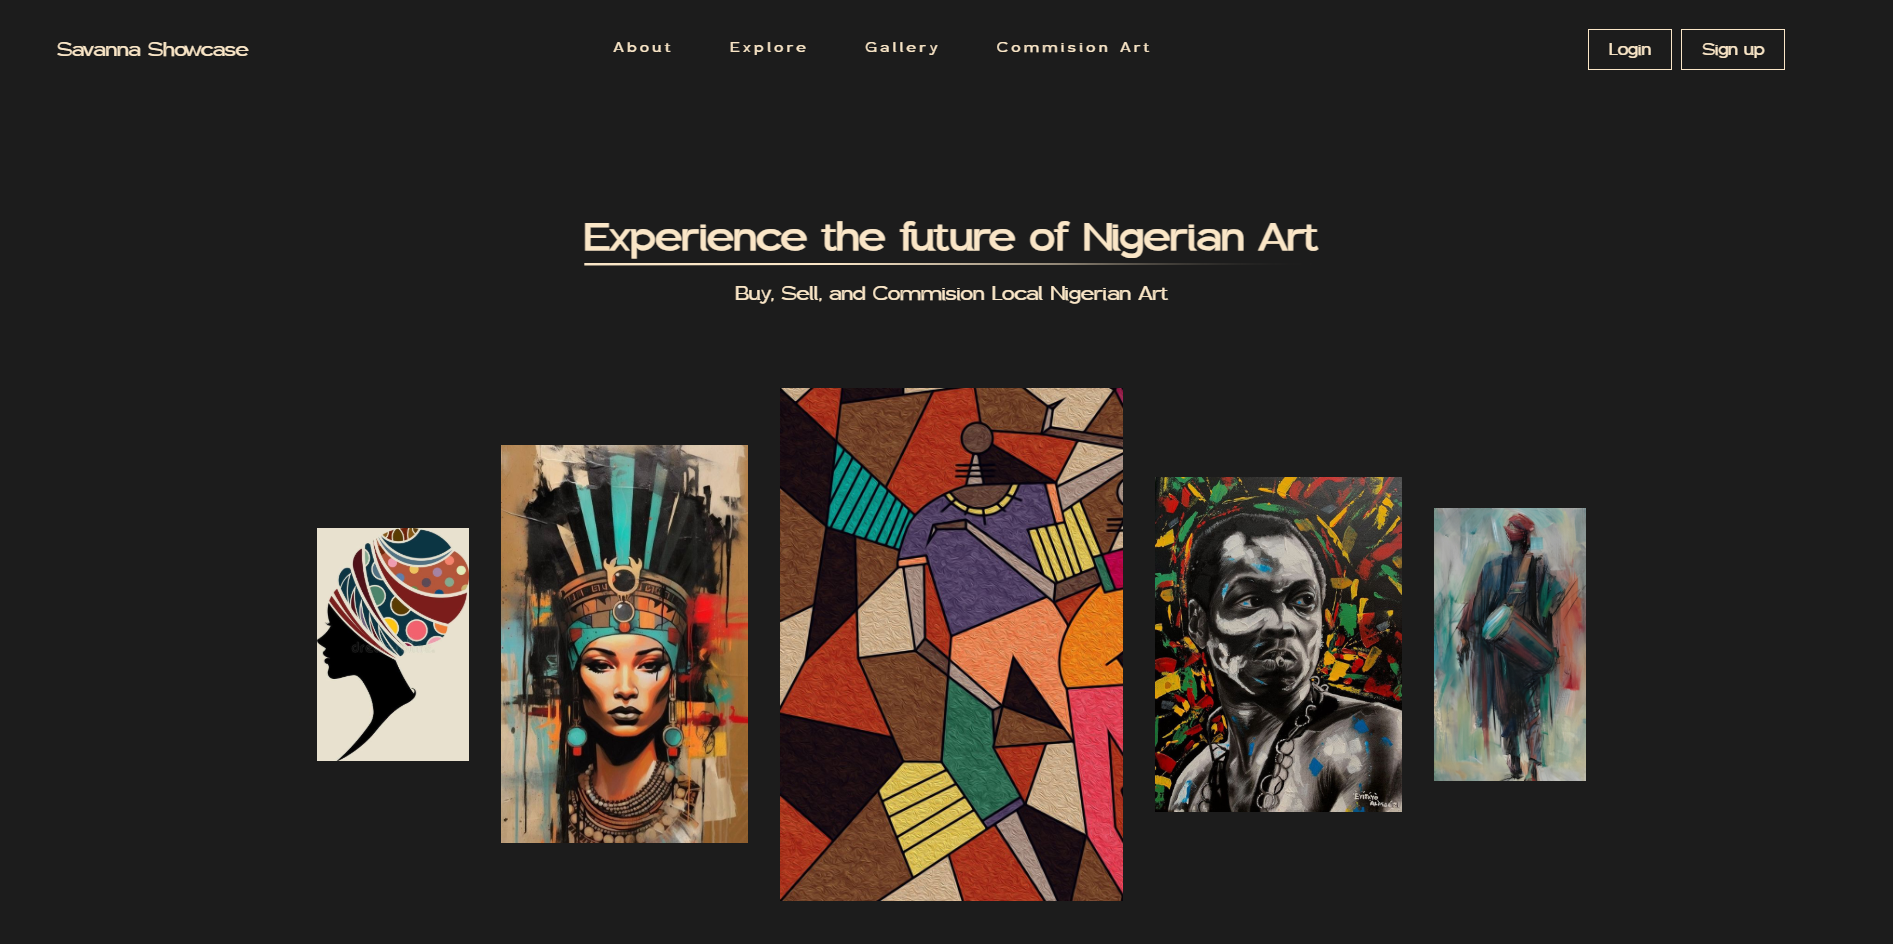 Savanna Showcase
About Explore Gallery Commision Art
Login Sign up
Experience the future of Nigerian Art
Buy, Sell, and Commision Local Nigerian Art